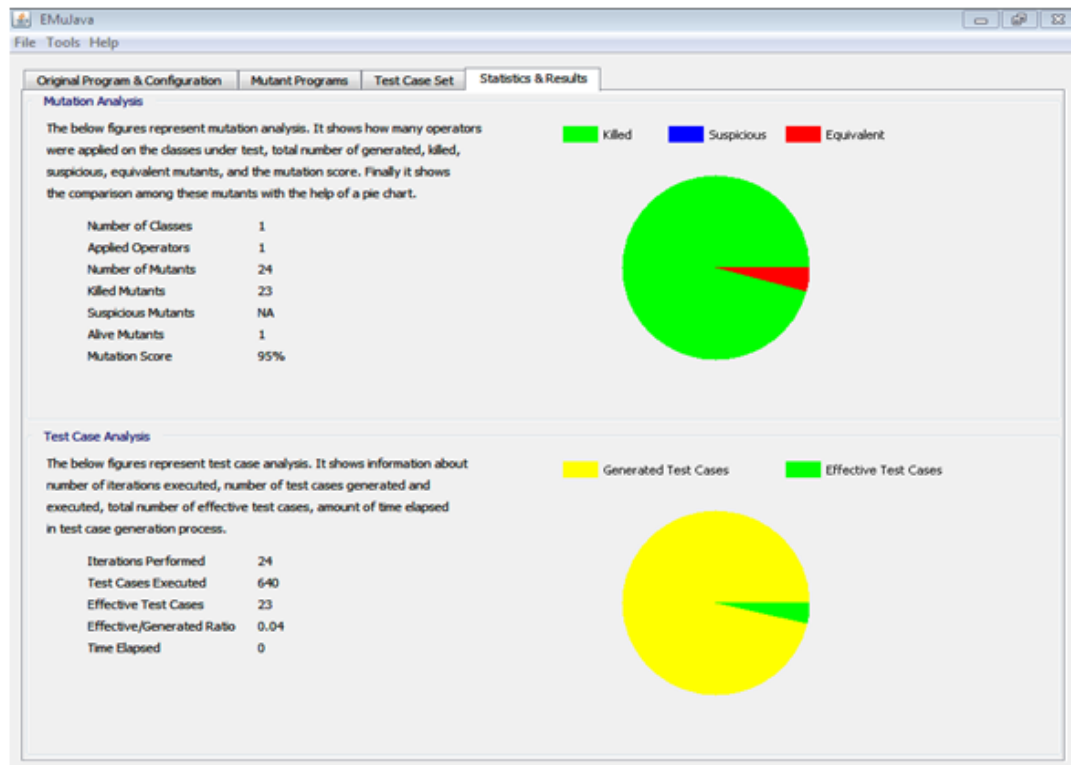 EMuJava
File Tools Help
Original Program & Configuration Mutant Programs Test Case Set Statistics & Results
Mutation Analysis
The below figures represent mutation analysis. It shows how many operators
were applied on the classes under test, total number of generated, killed,
suspicious, equivalent mutants, and the mutation score. Finally it shows
the comparison among these mutants with the help of a pie chart.
Killed Suspicious Equivalent
Number of Classes 1
Applied Operators 1
Number of Mutants 24
Killed Mutants 23
Suspicious Mutants NA
Alive Mutants 1
Mutation Score 95%
Test Case Analysis
The below figures represent test case analysis. It shows information about
number of iterations executed, number of test cases generated and
executed, total number of effective test cases, amount of time elapsed
in test case generation process.
Generated Test Cases Effective Test Cases
Iterations Performed 24
Test Cases Executed 640
Effective Test Cases 23
Effective/Generated Ratio 0.04
Time Elapsed 0